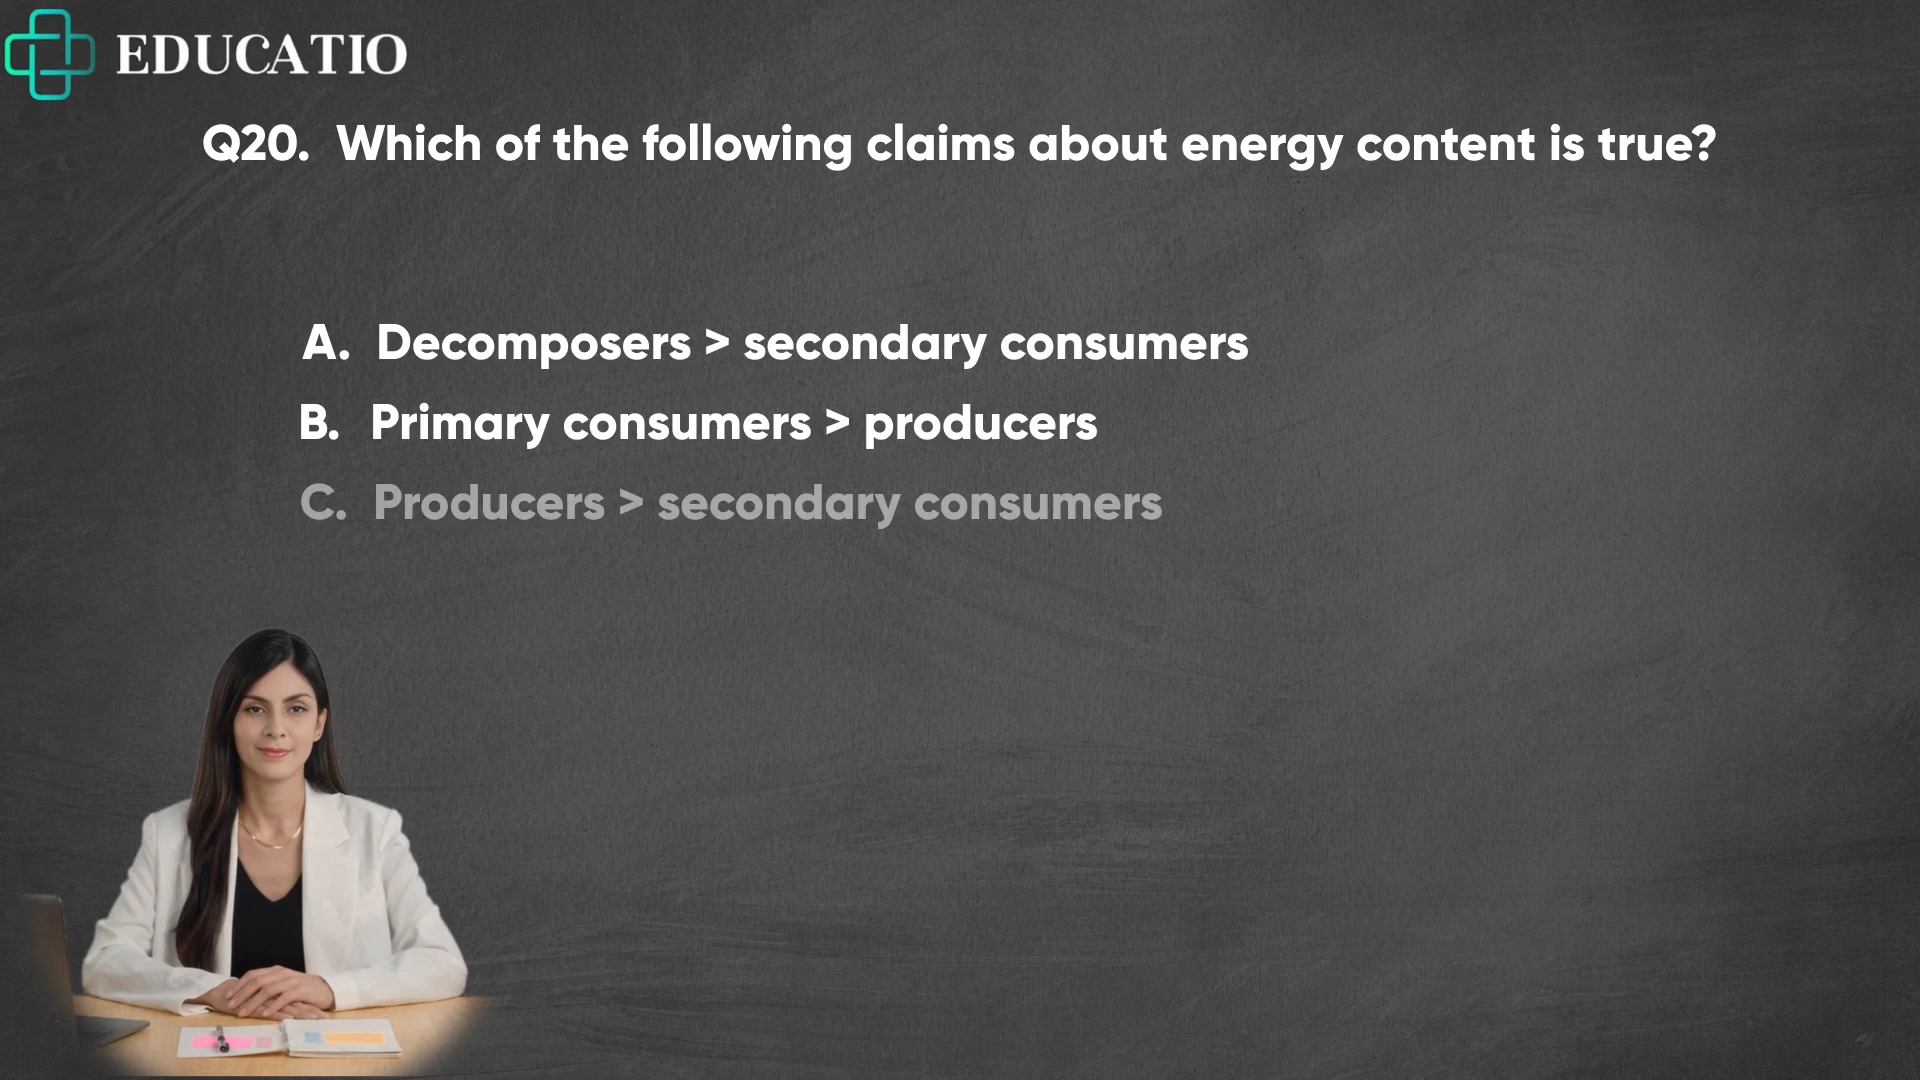 EDUCATIO
Q20. Which of the following claims about energy content is true?
A. Decomposers > secondary consumers
B. Primary consumers > producers
C. Producers > secondary consumers